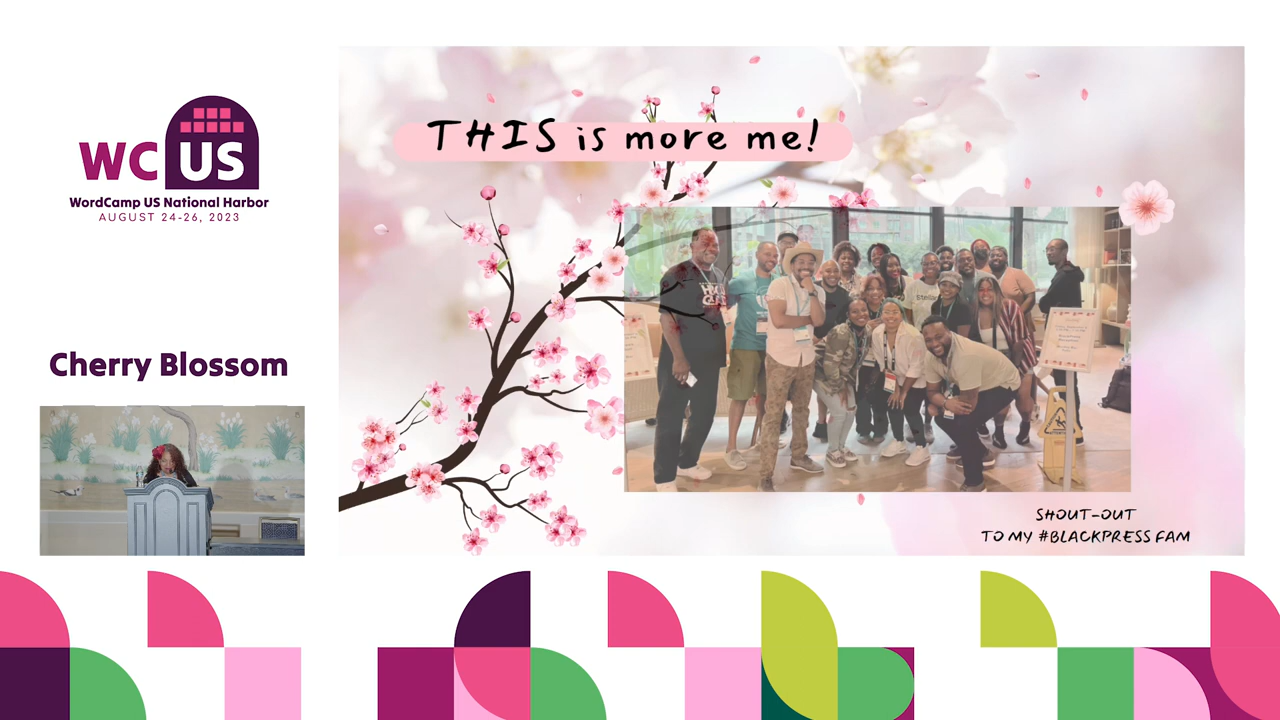 WC US
WordCamp US National Harbor
AUGUST 24-26, 2023
Cherry Blossom
THIS is more me!
SHOUT-OUT
TO MY #BLACKPRESS FAM